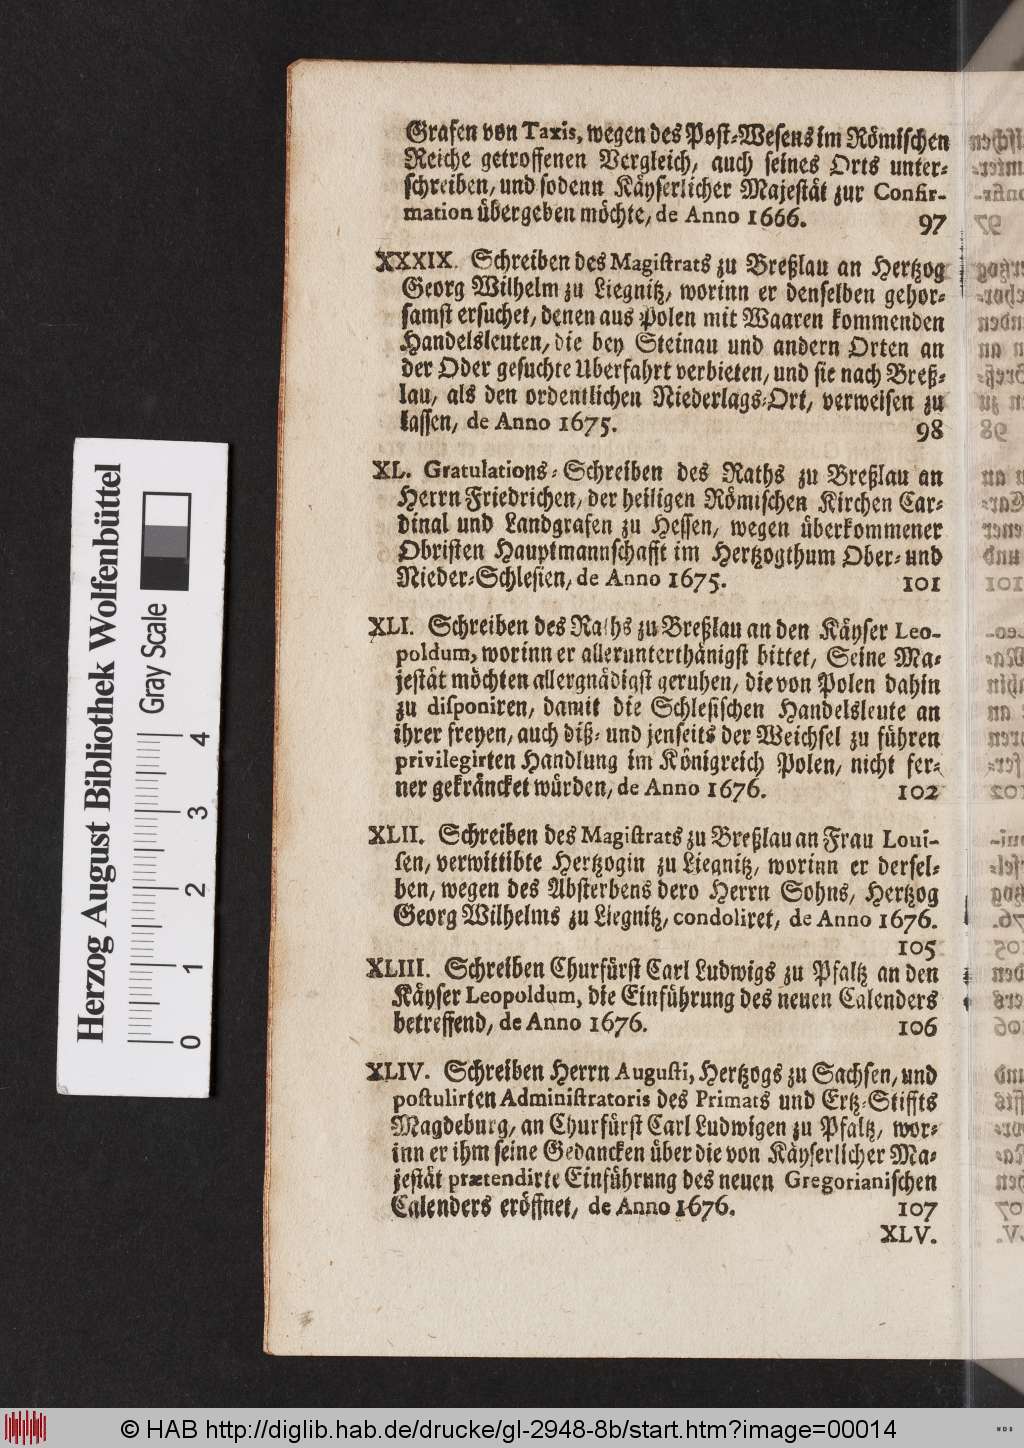 Grafen von Taxis, wegen des Post-Wesens im Römischen
Reiche getroffenen Vergleich, auch seines Orts unter-
schreiben, und sodenn Käyserlicher Majestät zur Confir-
mation übergeben möchte, de Anno 1666. 97
XXXIX. Schreiben des Magistrats zu Breßlau an Hertzog
Georg Wilhelm zu Liegnitz, worinn er denselben gehor-
samst ersuchet, denen aus Polen mit Waaren kommenden
Handelsleuten, die bey Steinau und andern Orten an
der Oder gesuchte Uberfahrt verbieten, und sie nach Breß-
lau, als den ordentlichen Niederlags-Ort, verweisen zu
lassen, de Anno 1675. 98
XL. Gratulations-Schreiben des Raths zu Breßlau an
Herrn Friedrichen, der heiligen Römischen Kirchen Car-
dinal und Landgrafen zu Hessen, wegen überkommener
Obristen Hauptmannschafft im Hertzogthum Ober- und
Nieder-Schlesien, de Anno 1675. 101
XLI. Schreiben des Raths zu Breßlau an den Käyser Leo-
poldum, worinn er allerunterthänigst bittet, Seine Ma-
jestät möchten allergnädigst geruhen, die von Polen dahin
zu disponiren, damit die Schlesischen Handelsleute an
ihrer freyen, auch diß- und jenseits der Weichsel zu führen
privilegirten Handlung im Königreich Polen, nicht fer-
ner gekräncket würden, de Anno 1676. 102
XLII. Schreiben des Magistrats zu Breßlau an Frau Loui-
sen, verwittibte Hertzogin zu Liegnitz, worinn er dersel-
ben, wegen des Absterbens dero Herrn Sohns, Hertzog
Georg Wilhelms zu Liegnitz, condoliret, de Anno 1676.
105
XLIII. Schreiben Churfürst Carl Ludwigs zu Pfaltz an den
Käyser Leopoldum, die Einführung des neuen Calenders
betreffend, de Anno 1676. 106
XLIV. Schreiben Herrn Augusti, Hertzogs zu Sachsen, und
postulirten Administratoris des Primats und Ertz-Stiffts
Magdeburg, an Churfürst Carl Ludwigen zu Pfaltz, wor-
inn er ihm seine Gedancken über die von Käyserlicher Ma-
jestät prætendirte Einführung des neuen Gregorianischen
Calenders eröffnet, de Anno 1676. 107
XLV.
Herzog August Bibliothek Wolfenbüttel
Gray Scale
0 1 2 3 4
© HAB http://diglib.hab.de/drucke/gl-2948-8b/start.htm?image=00014